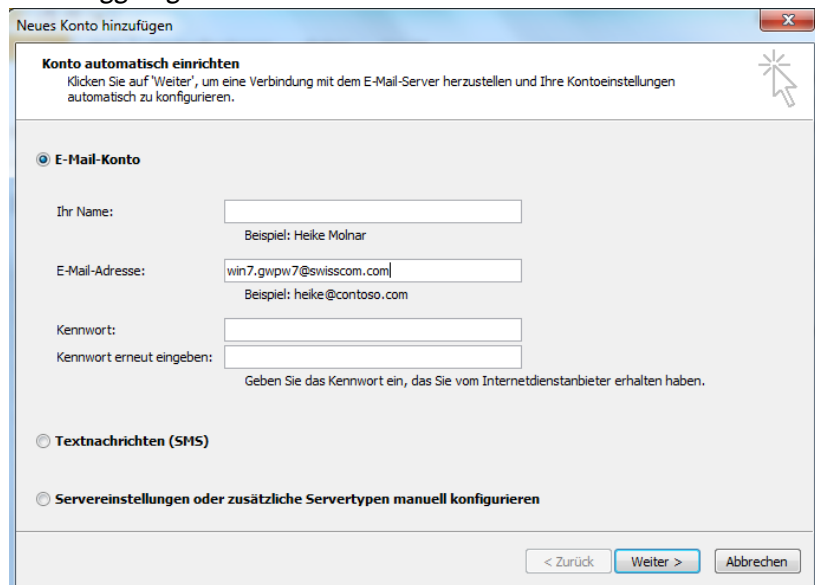 Neues Konto hinzufügen
Konto automatisch einrichten
Klicken Sie auf 'Weiter', um eine Verbindung mit dem E-Mail-Server herzustellen und Ihre Kontoeinstellungen
automatisch zu konfigurieren.
E-Mail-Konto
Ihr Name:
Beispiel: Heike Molnar
E-Mail-Adresse: win7.gwpw7@swisscom.com
Beispiel: heike@contoso.com
Kennwort:
Kennwort erneut eingeben:
Geben Sie das Kennwort ein, das Sie vom Internetdienstanbieter erhalten haben.
Textnachrichten (SMS)
Servereinstellungen oder zusätzliche Servertypen manuell konfigurieren
< Zurück Weiter > Abbrechen